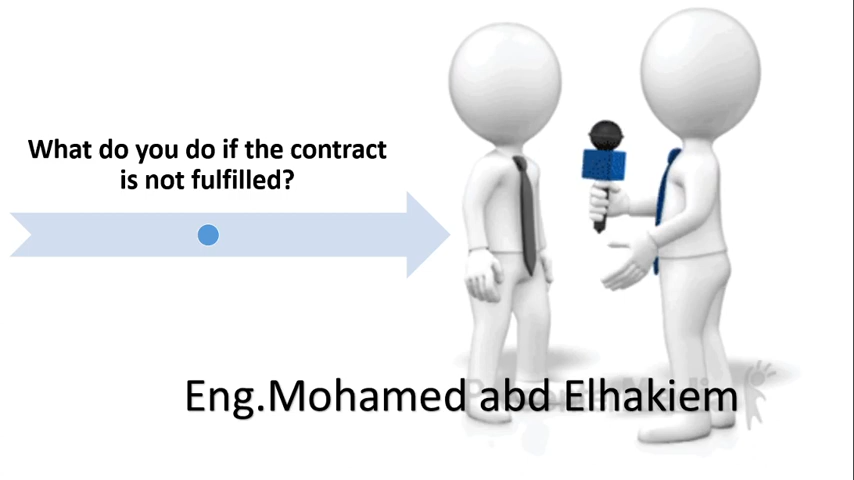 What do you do if the contract
is not fulfilled?
Eng.Mohamed abd Elhakiem